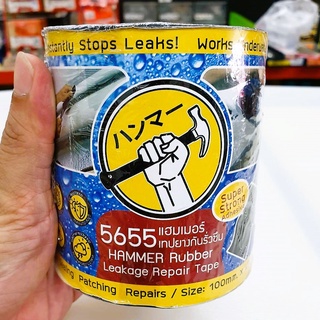 Instantly Stops Leaks! Works
ハンマー
Super
Strong
5655 แฮมเมอร์
เทปยางกันรั่วซึม
HAMMER Rubber
Leakage Repair Tape
Patching Repairs / Size: 100mm. x